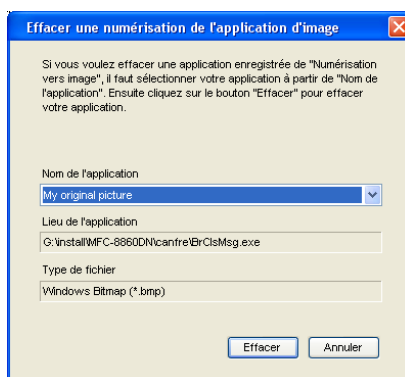 Effacer une numérisation de l'application d'image
Si vous voulez effacer une application enregistrée de "Numérisation
vers image", il faut sélectionner votre application à partir de "Nom de
l'application". Ensuite cliquez sur le bouton "Effacer" pour effacer
votre application.
Nom de l'application
My original picture
Lieu de l'application
G:\install\MFC-8860DN\canfre\BrClsMsg.exe
Type de fichier
Windows Bitmap (*.bmp)
Effacer Annuler